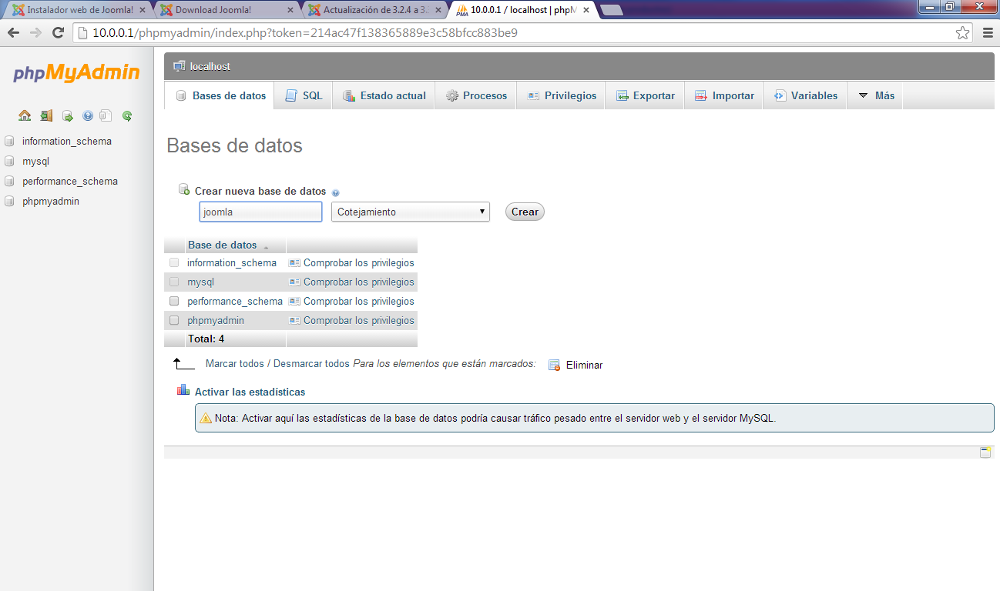 Instalador web de Joomla!
Download Joomla!
Actualización de 3.2.4 a 3.
10.0.0.1 / localhost | phpM
10.0.0.1/phpmyadmin/index.php?token=214ac47f138365889e3c58bfcc883be9
phpMyAdmin
information_schema
mysql
performance_schema
phpmyadmin
localhost
Bases de datos SQL Estado actual Procesos Privilegios Exportar Importar Variables Más
Bases de datos
Crear nueva base de datos
joomla Cotejamiento Crear
Base de datos
information_schema Comprobar los privilegios
mysql Comprobar los privilegios
performance_schema Comprobar los privilegios
phpmyadmin Comprobar los privilegios
Total: 4
Marcar todos / Desmarcar todos Para los elementos que están marcados: Eliminar
Activar las estadísticas
Nota: Activar aquí las estadísticas de la base de datos podría causar tráfico pesado entre el servidor web y el servidor MySQL.